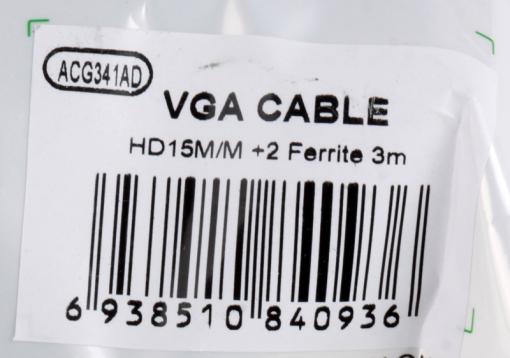 ACG341AD
VGA CABLE
HD15M/M +2 Ferrite 3m
6 938510 840936